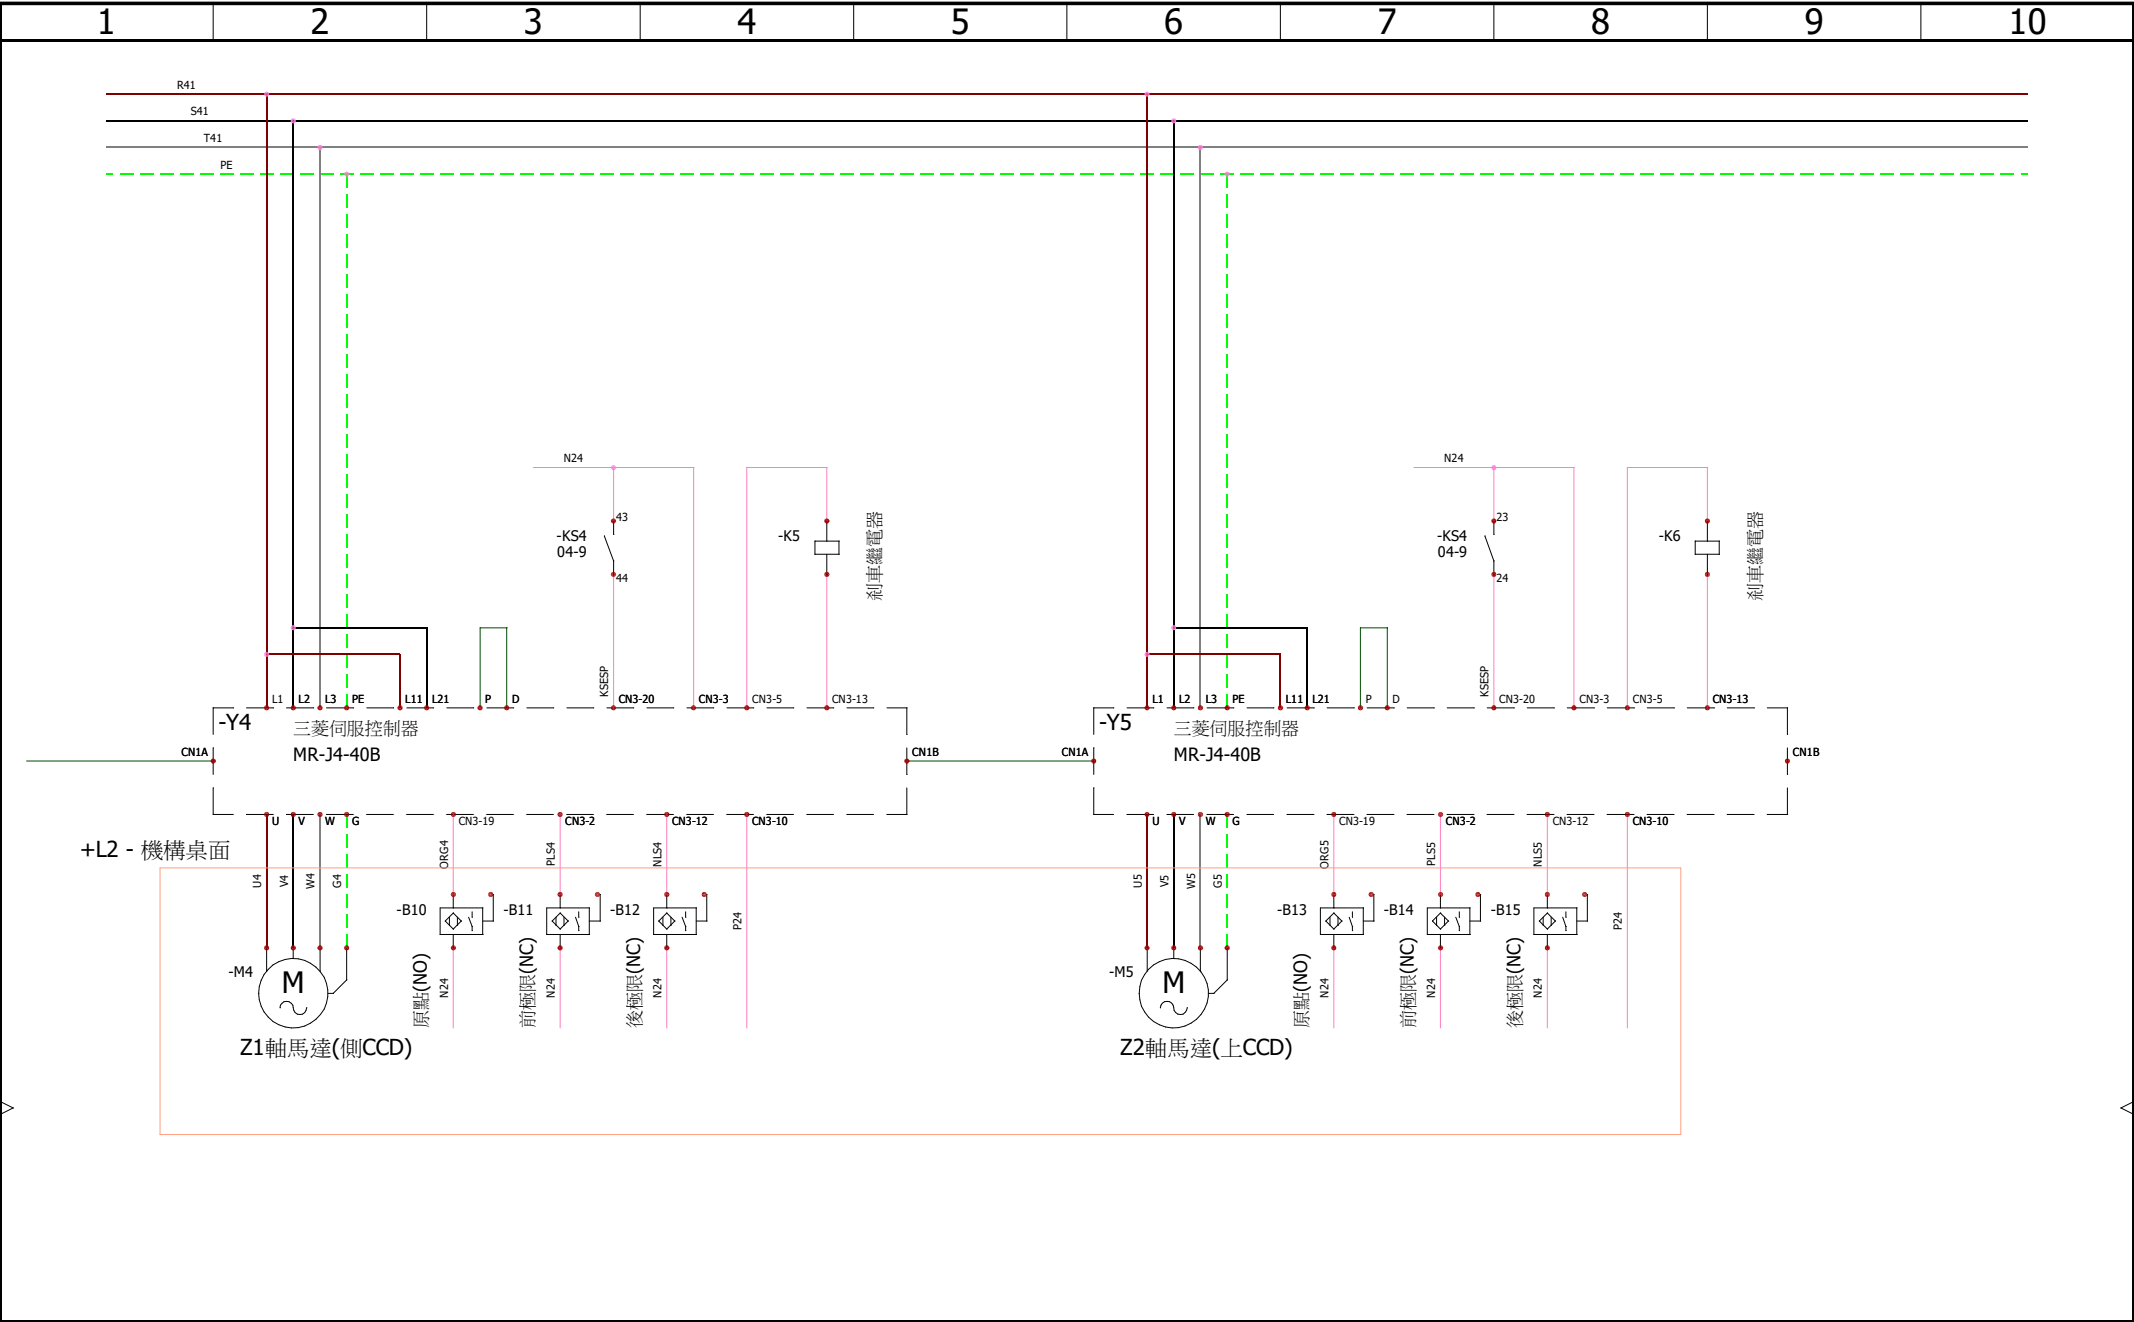 1 2 3 4 5 6 7 8 9 10
R41
S41
T41
PE
N24
N24
-KS4
04-9
43
44
-K5
剎車繼電器
-KS4
04-9
23
24
-K6
剎車繼電器
KSESP
KSESP
L1 L2 L3 PE L11 L21 P D CN3-20 CN3-3 CN3-5 CN3-13
L1 L2 L3 PE L11 L21 P D CN3-20 CN3-3 CN3-5 CN3-13
-Y4
三菱伺服控制器
MR-J4-40B
CN1A
CN1B
-Y5
三菱伺服控制器
MR-J4-40B
CN1A
CN1B
U V W G CN3-19 CN3-2 CN3-12 CN3-10
U V W G CN3-19 CN3-2 CN3-12 CN3-10
+L2 - 機構桌面
U4
V4
W4
G4
ORG4
PLS4
NLS4
P24
U5
V5
W5
G5
ORG5
PLS5
NLS5
P24
-B10
-B11
-B12
-B13
-B14
-B15
-M4
M
原點(NO)
N24
前極限(NC)
N24
後極限(NC)
N24
-M5
M
原點(NO)
N24
前極限(NC)
N24
後極限(NC)
N24
Z1軸馬達(側CCD)
Z2軸馬達(上CCD)